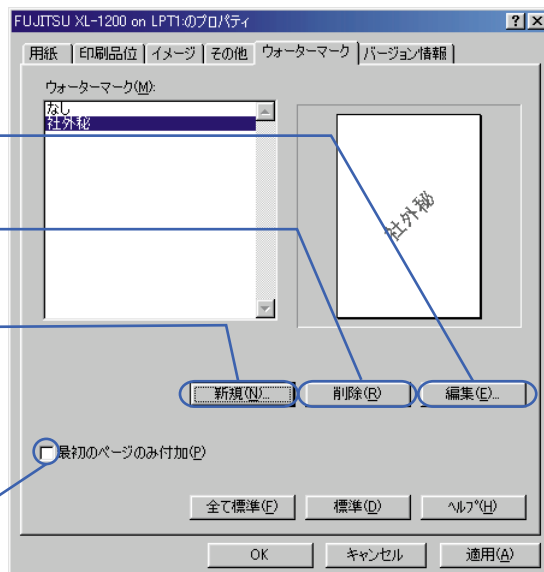 FUJITSU XL-1200 on LPT1:のプロパティ
用紙 印刷品位 イメージ その他 ウォーターマーク バージョン情報
ウォーターマーク(M):
なし
社外秘
社外秘
新規(N)... 削除(R) 編集(E)...
最初のページのみ付加(P)
全て標準(F) 標準(D) ヘルプ(H)
OK キャンセル 適用(A)